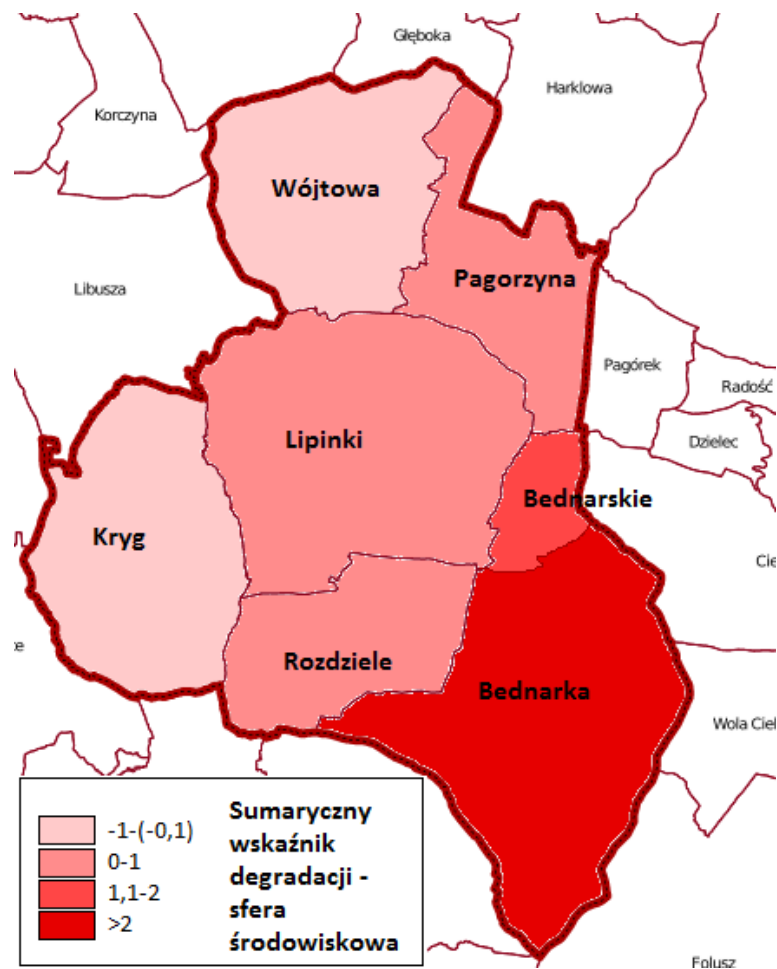 Głęboka
Harklowa
Korczyna
Wójtowa
Pagorzyna
Libusza
Pagórek
Radość
Lipinki
Dzielec
Bednarskie
Kryg
Cie
Rozdziele
Bednarka
Wola Ciel
-1-(-0,1)
0-1
1,1-2
>2
Sumaryczny
wskaźnik
degradacji -
sfera
środowiskowa
Folusz